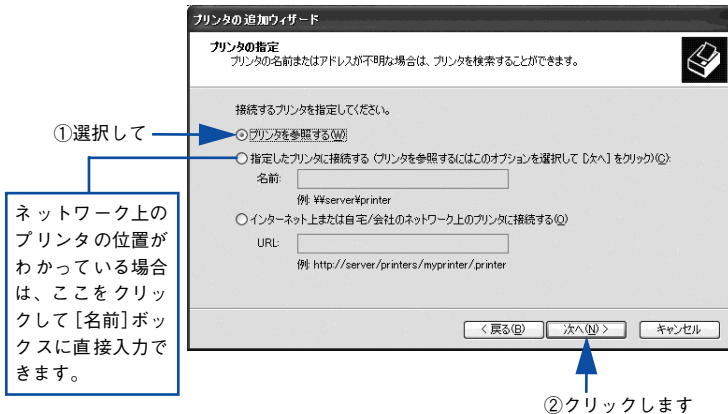 プリンタの追加ウィザード
プリンタの指定
プリンタの名前またはアドレスが不明な場合は、プリンタを検索することができます。
接続するプリンタを指定してください。
①選択して
プリンタを参照する(W)
指定したプリンタに接続する (プリンタを参照するにはこのオプションを選択して [次へ] をクリック)(C):
名前:
例: ¥¥server¥printer
インターネット上または自宅/会社のネットワーク上のプリンタに接続する(O)
URL:
例: http://server/printers/myprinter/.printer
ネットワーク上の
プリンタの位置が
わかっている場合
は、ここをクリッ
クして[名前]ボッ
クスに直接入力で
きます。
< 戻る(B)
次へ(N) >
キャンセル
②クリックします